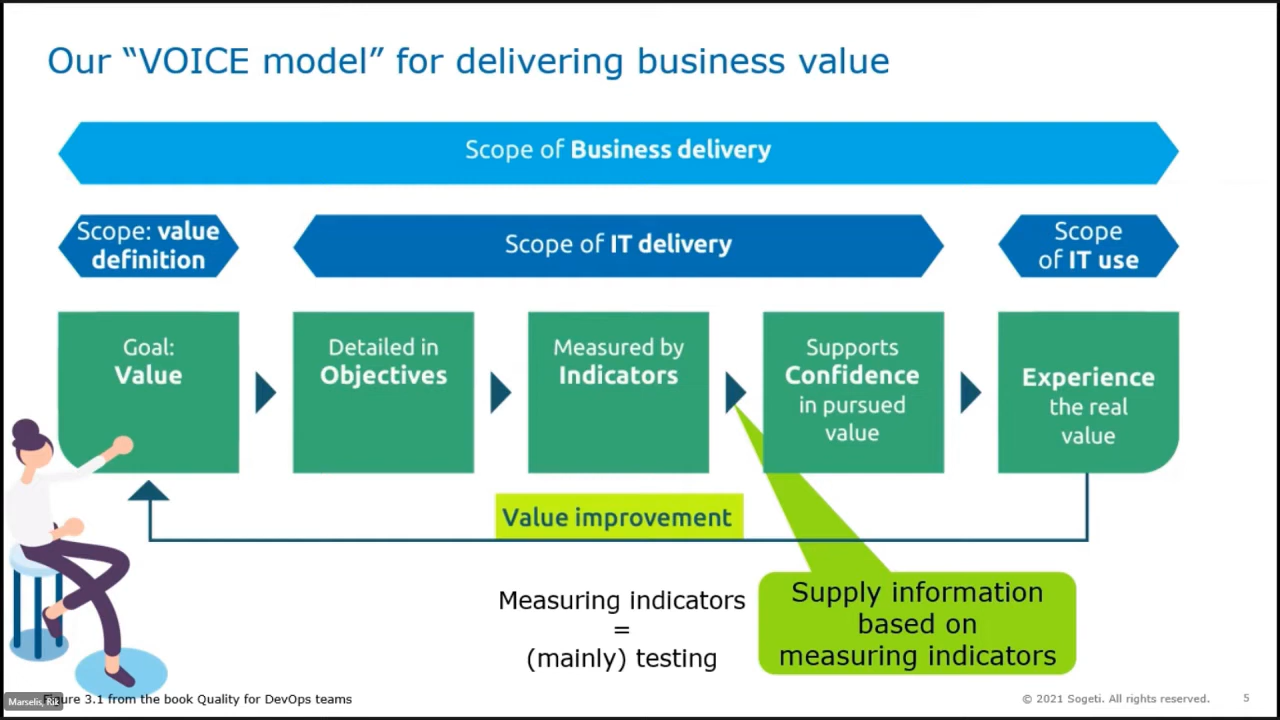 Our “VOICE model” for delivering business value
Scope of Business delivery
Scope: value
definition
Scope of IT delivery
Scope
of IT use
Goal:
Value
Detailed in
Objectives
Measured by
Indicators
Supports
Confidence
in pursued
value
Experience
the real
value
Value improvement
Measuring indicators
=
(mainly) testing
Supply information
based on
measuring indicators
Marselis, Rik
Figure 3.1 from the book Quality for DevOps teams
© 2021 Sogeti. All rights reserved.
5